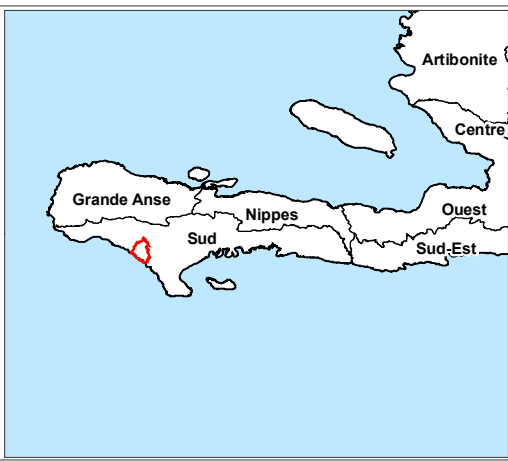 Artibonite
Centre
Grande Anse
Nippes
Ouest
Sud
Sud-Est